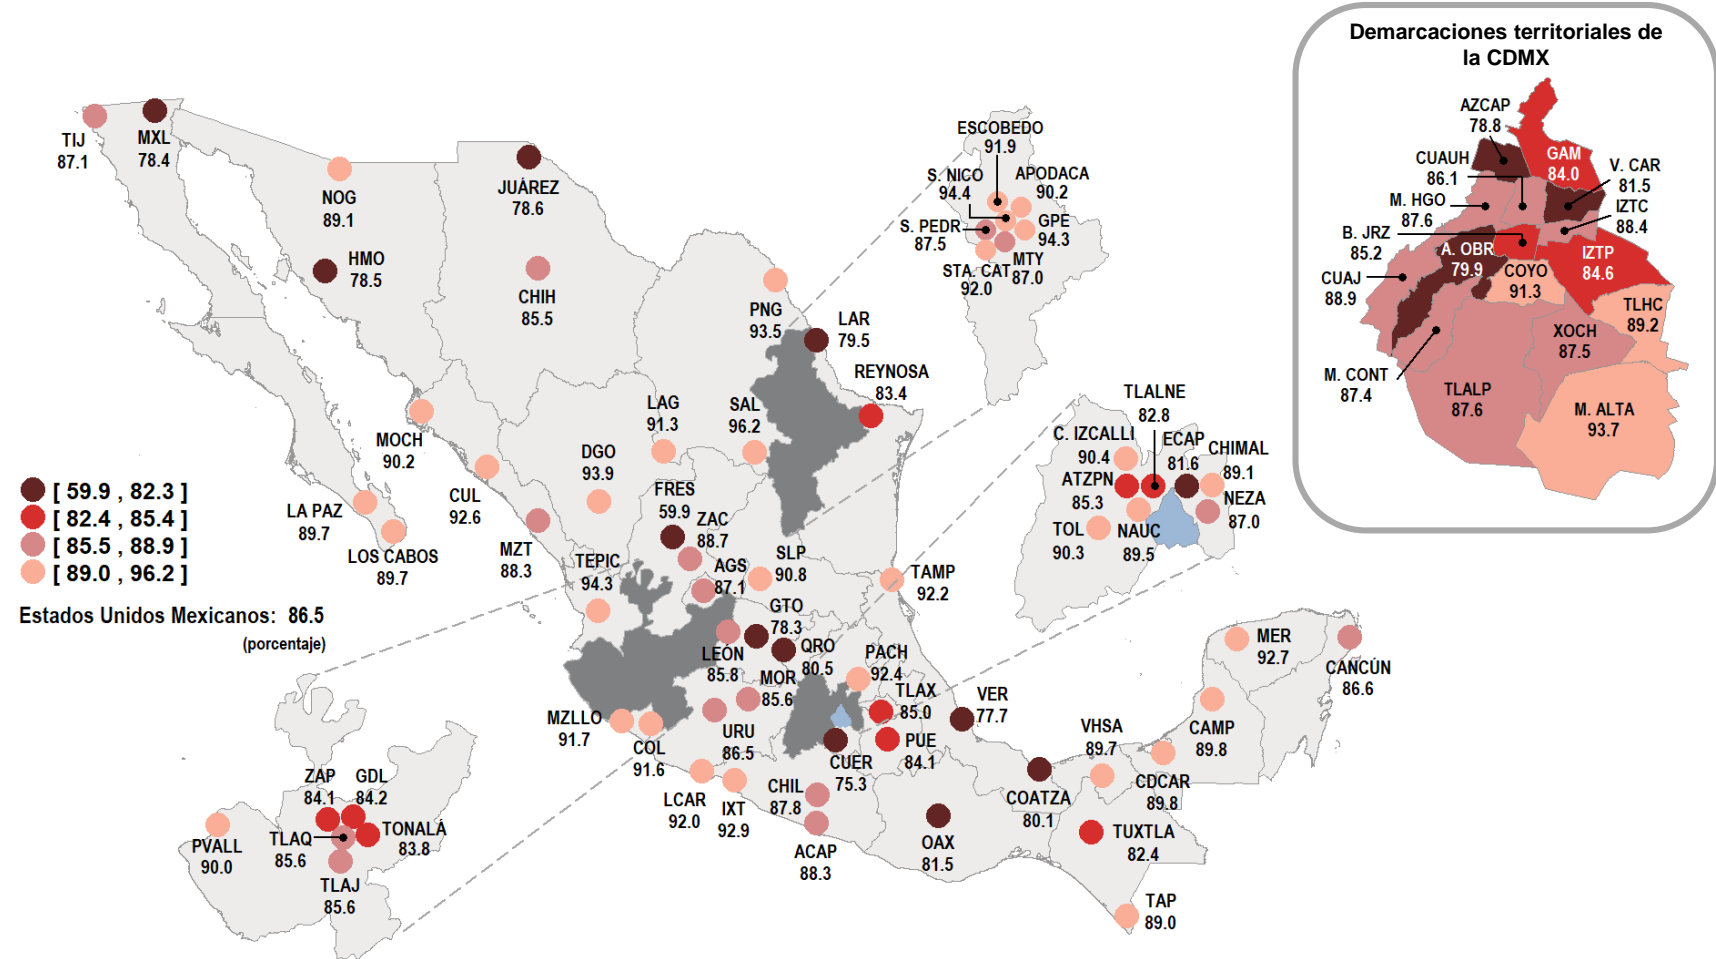 Demarcaciones territoriales de
la CDMX
AZCAP
78.8
CUAUH
86.1
GAM
84.0
V. CAR
81.5
M. HGO
87.6
IZTC
88.4
B. JRZ
85.2
A. OBR
79.9
IZTP
84.6
CUAJ
88.9
COYO
91.3
TLHC
89.2
XOCH
87.5
M. CONT
87.4
TLALP
87.6
M. ALTA
93.7
TIJ
87.1
MXL
78.4
NOG
89.1
HMO
78.5
JUÁREZ
78.6
CHIH
85.5
ESCOBEDO
91.9
S. NICO
94.4
APODACA
90.2
S. PEDR
87.5
GPE
94.3
STA. CAT
92.0
MTY
87.0
PNG
93.5
LAR
79.5
REYNOSA
83.4
LAG
91.3
SAL
96.2
MOCH
90.2
DGO
93.9
CUL
92.6
LA PAZ
89.7
LOS CABOS
89.7
MZT
88.3
FRES
59.9
ZAC
88.7
TLALNE
82.8
C. IZCALLI
90.4
ECAP
81.6
CHIMAL
89.1
ATZPN
85.3
NEZA
87.0
TOL
90.3
NAUC
89.5
[ 59.9 , 82.3 ]
[ 82.4 , 85.4 ]
[ 85.5 , 88.9 ]
[ 89.0 , 96.2 ]
Estados Unidos Mexicanos: 86.5
(porcentaje)
TEPIC
94.3
AGS
87.1
SLP
90.8
TAMP
92.2
GTO
78.3
LEÓN
85.8
QRO
80.5
PACH
92.4
MOR
85.6
TLAX
85.0
VER
77.7
MER
92.7
CANCÚN
86.6
MZLLO
91.7
COL
91.6
URU
86.5
CUER
75.3
PUE
84.1
VHSA
89.7
CAMP
89.8
CDCAR
89.8
LCAR
92.0
IXT
92.9
CHIL
87.8
ACAP
88.3
OAX
81.5
COATZA
80.1
TUXTLA
82.4
TAP
89.0
ZAP
84.1
GDL
84.2
PVALL
90.0
TLAQ
85.6
TONALÁ
83.8
TLAJ
85.6